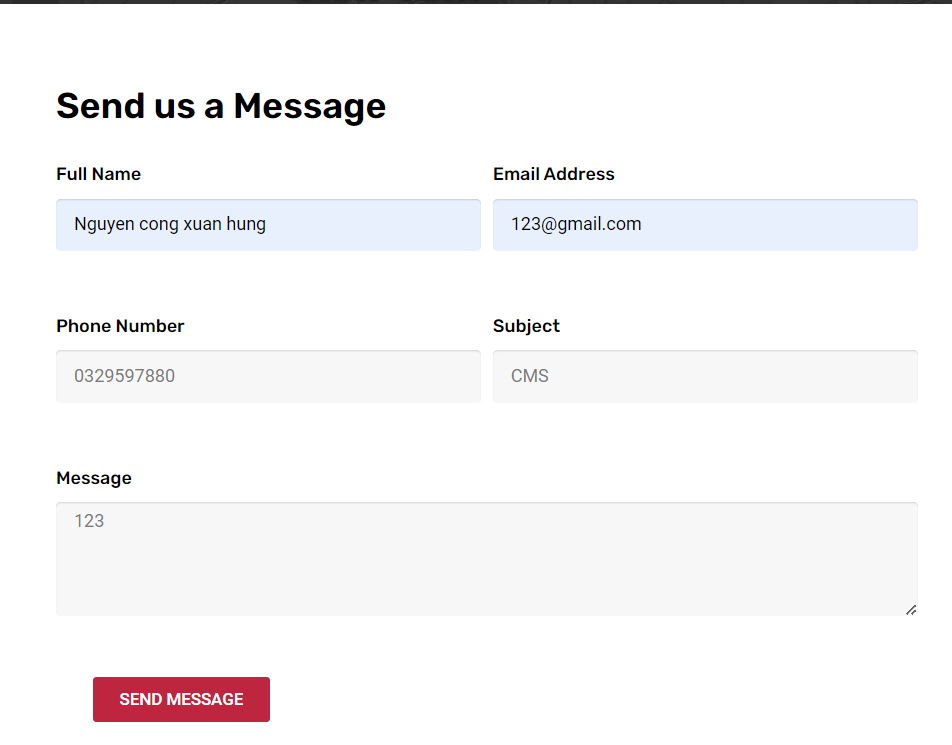 Send us a Message
Full Name
Email Address
Nguyen cong xuan hung
123@gmail.com
Phone Number
Subject
0329597880
CMS
Message
123
SEND MESSAGE